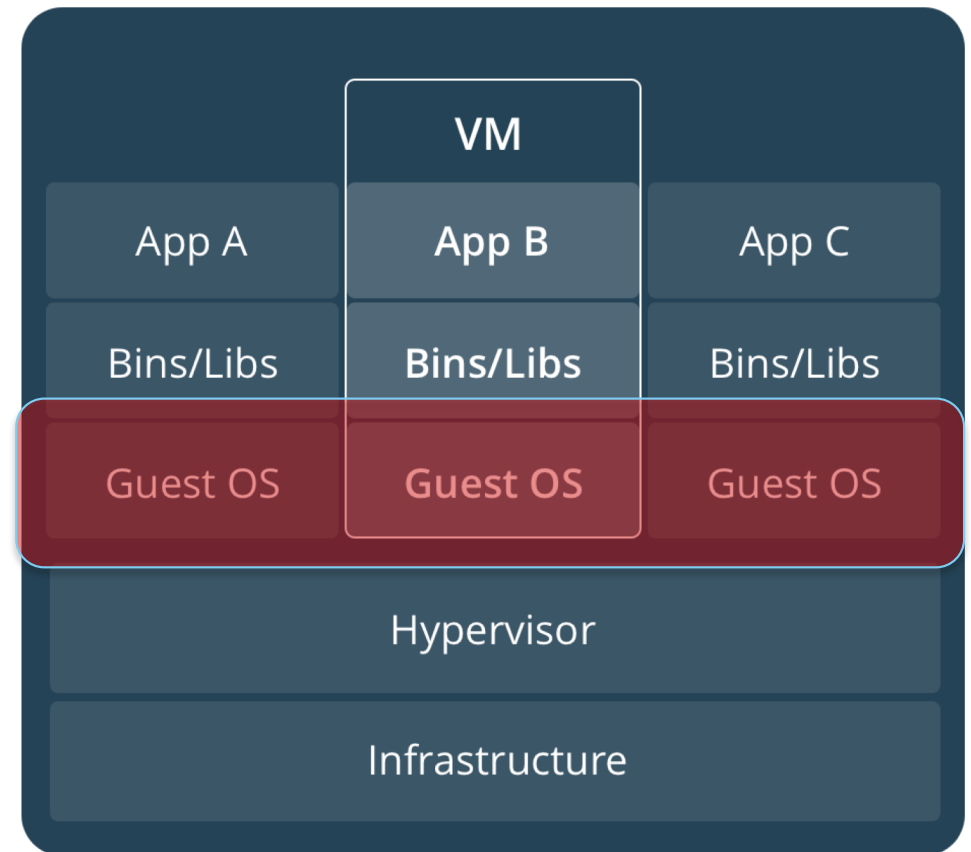 VM
App A App B App C
Bins/Libs Bins/Libs Bins/Libs
Guest OS Guest OS Guest OS
Hypervisor
Infrastructure